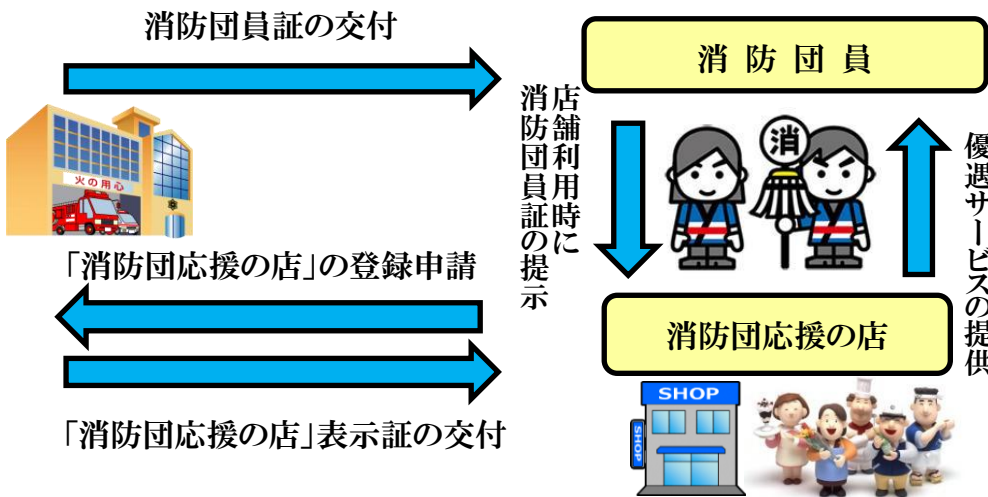 消防団員証の交付
消防団員
店舗利用時に
消防団員証の提示
消
優遇サービスの提供
火の用心
「消防団応援の店」の登録申請
消防団応援の店
「消防団応援の店」表示証の交付
SHOP
SHOP